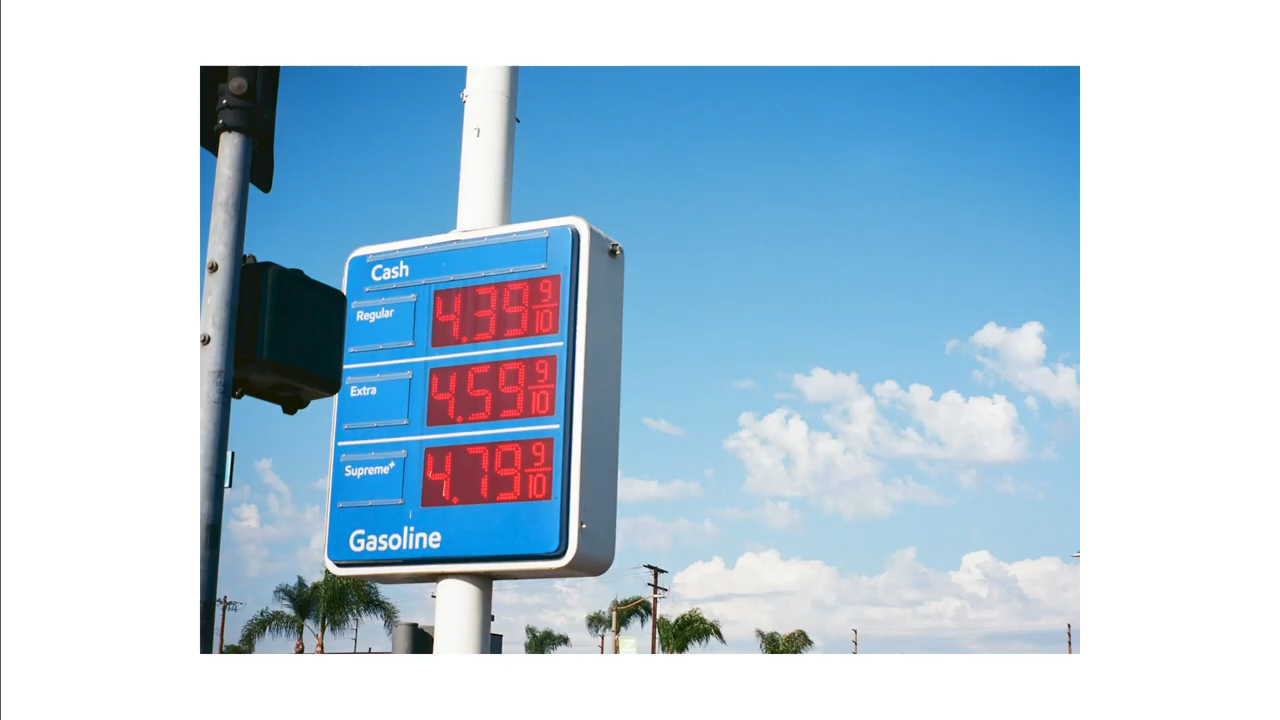 Cash
Regular 4.39 9/10
Extra 4.59 9/10
Supreme+ 4.79 9/10
Gasoline